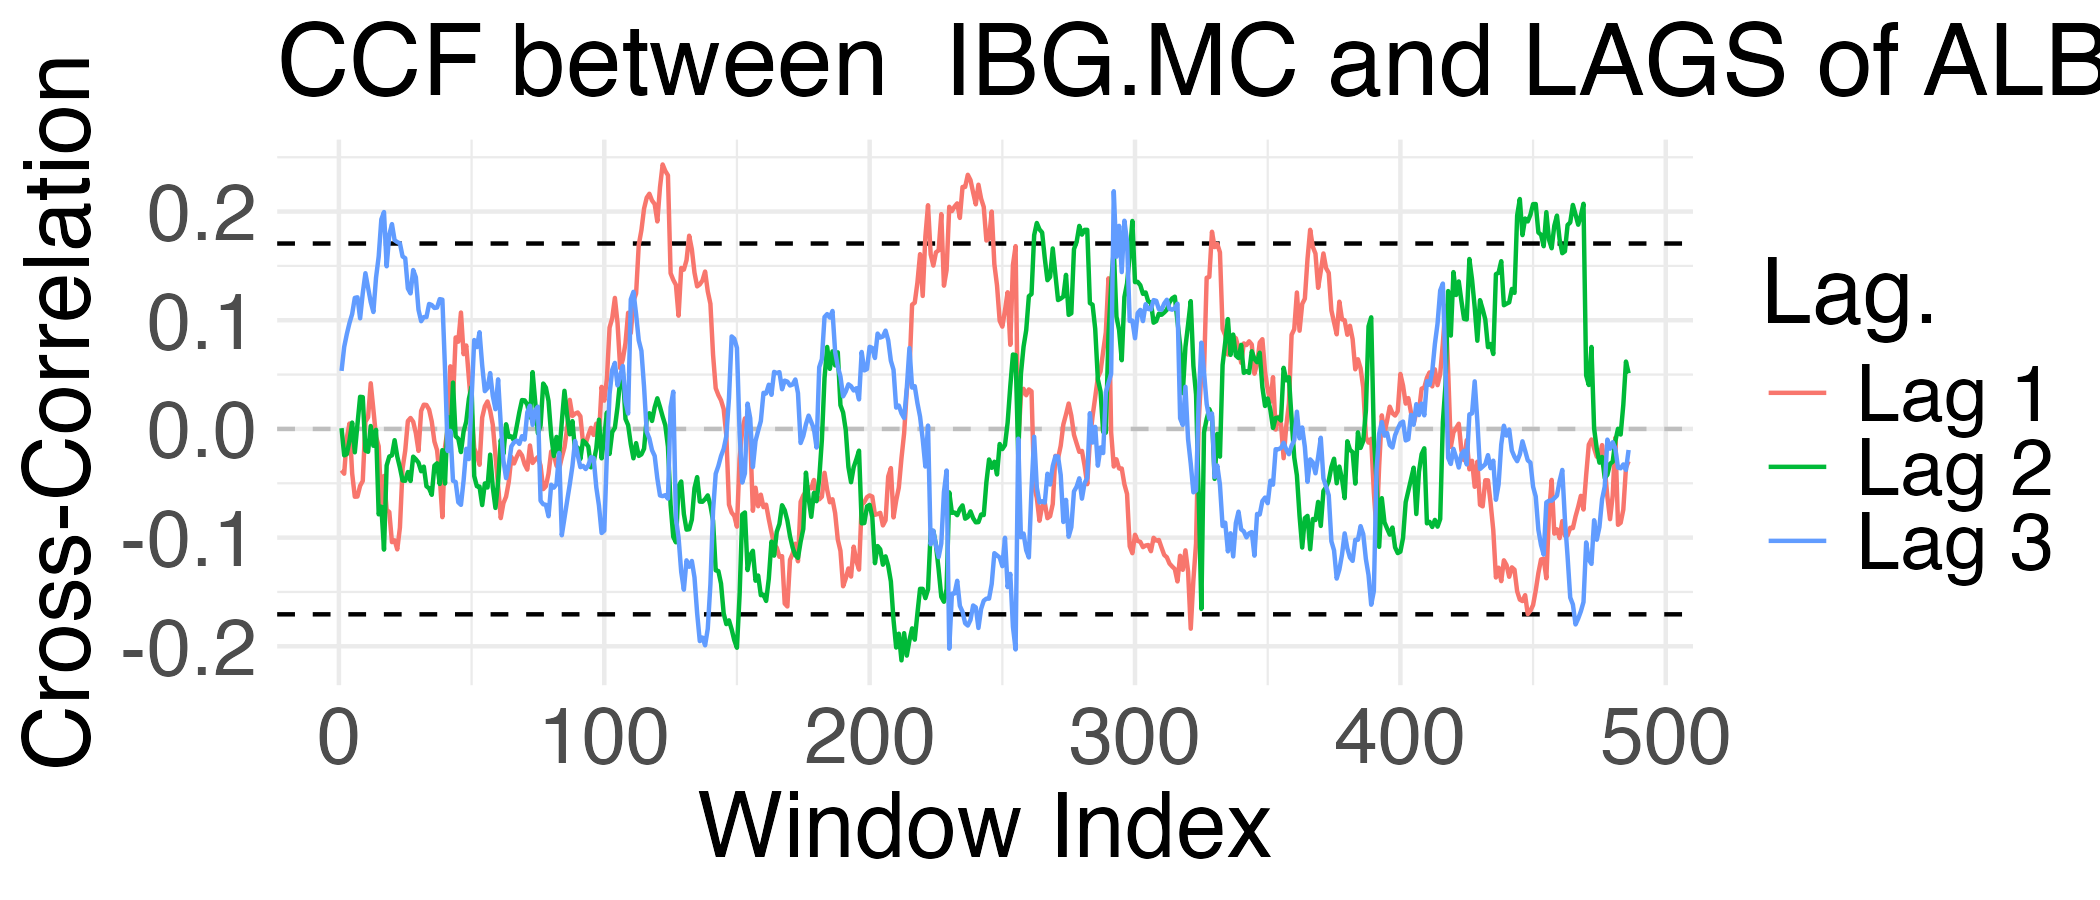 CCF between  IBG.MC and LAGS of ALB
Cross-Correlation
0.2
0.1
0.0
-0.1
-0.2
0 100 200 300 400 500
Window Index
Lag.
Lag 1
Lag 2
Lag 3